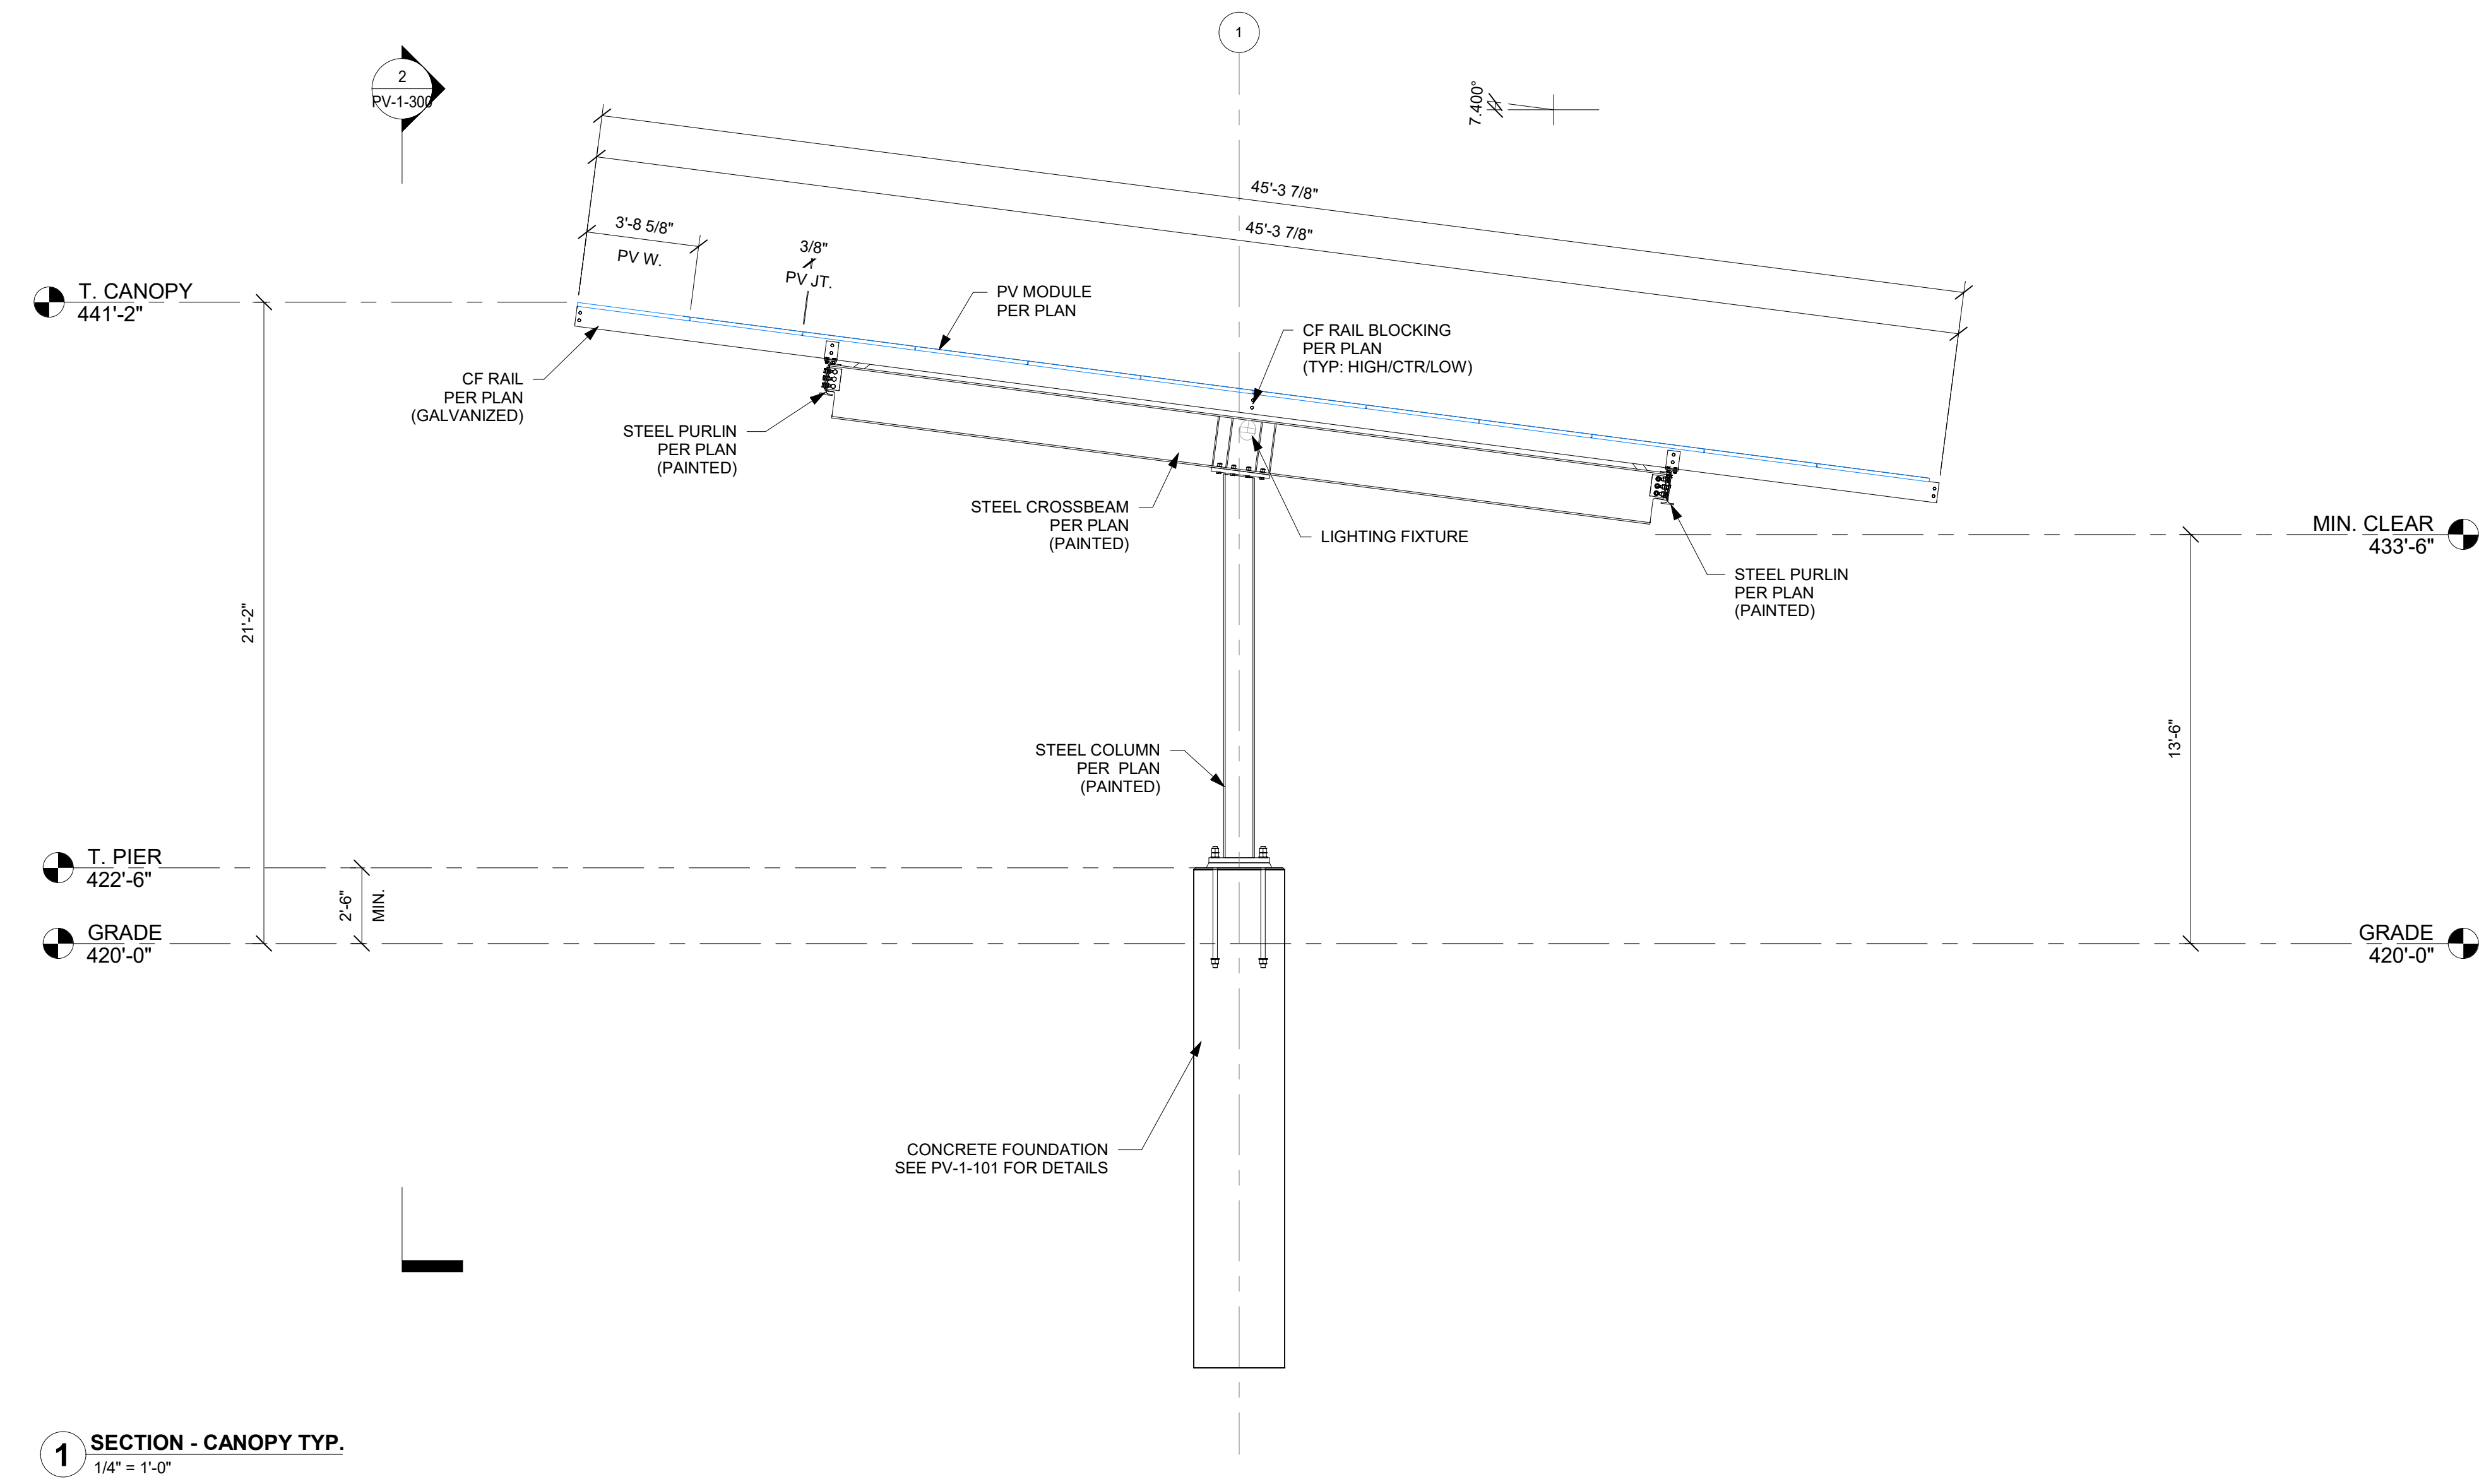 1
2
PV-1-300
7.400°
45'-3 7/8"
45'-3 7/8"
3'-8 5/8"
PV W.
3/8"
PV JT.
T. CANOPY
441'-2"
PV MODULE
PER PLAN
CF RAIL BLOCKING
PER PLAN
(TYP: HIGH/CTR/LOW)
CF RAIL
PER PLAN
(GALVANIZED)
STEEL PURLIN
PER PLAN
(PAINTED)
STEEL CROSSBEAM
PER PLAN
(PAINTED)
LIGHTING FIXTURE
MIN. CLEAR
433'-6"
STEEL PURLIN
PER PLAN
(PAINTED)
21'-2"
13'-6"
STEEL COLUMN
PER PLAN
(PAINTED)
T. PIER
422'-6"
2'-6"
MIN.
GRADE
420'-0"
GRADE
420'-0"
CONCRETE FOUNDATION
SEE PV-1-101 FOR DETAILS
1
SECTION - CANOPY TYP.
1/4" = 1'-0"